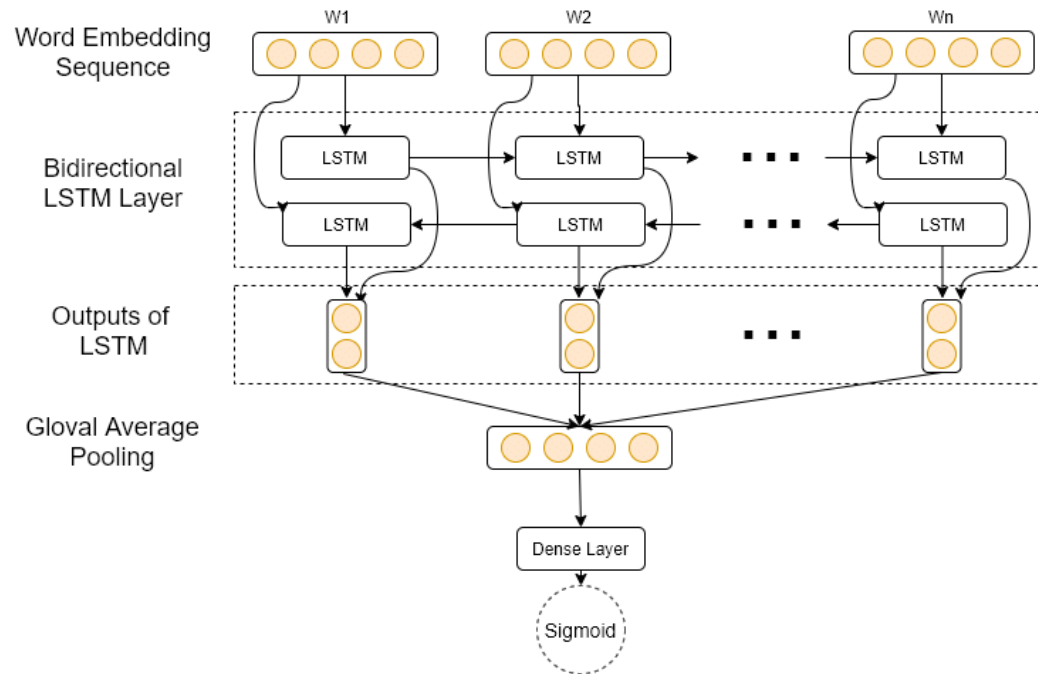 W1
W2
Wn
Word Embedding
Sequence
Bidirectional
LSTM Layer
LSTM
LSTM
LSTM
LSTM
LSTM
LSTM
Outputs of
LSTM
Gloval Average
Pooling
Dense Layer
Sigmoid